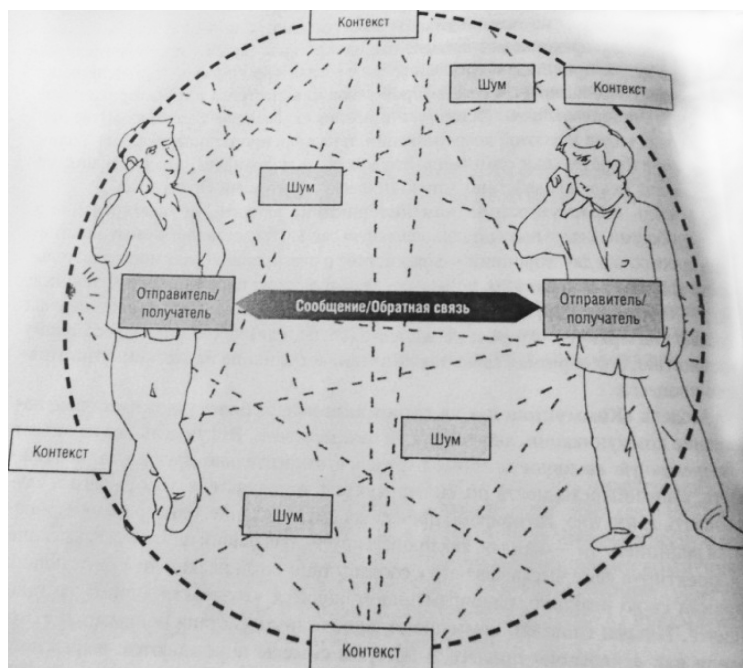 Контекст
Шум
Контекст
Шум
Отправитель/
получатель
Сообщение/Обратная связь
Отправитель/
получатель
Контекст
Шум
Шум
Контекст